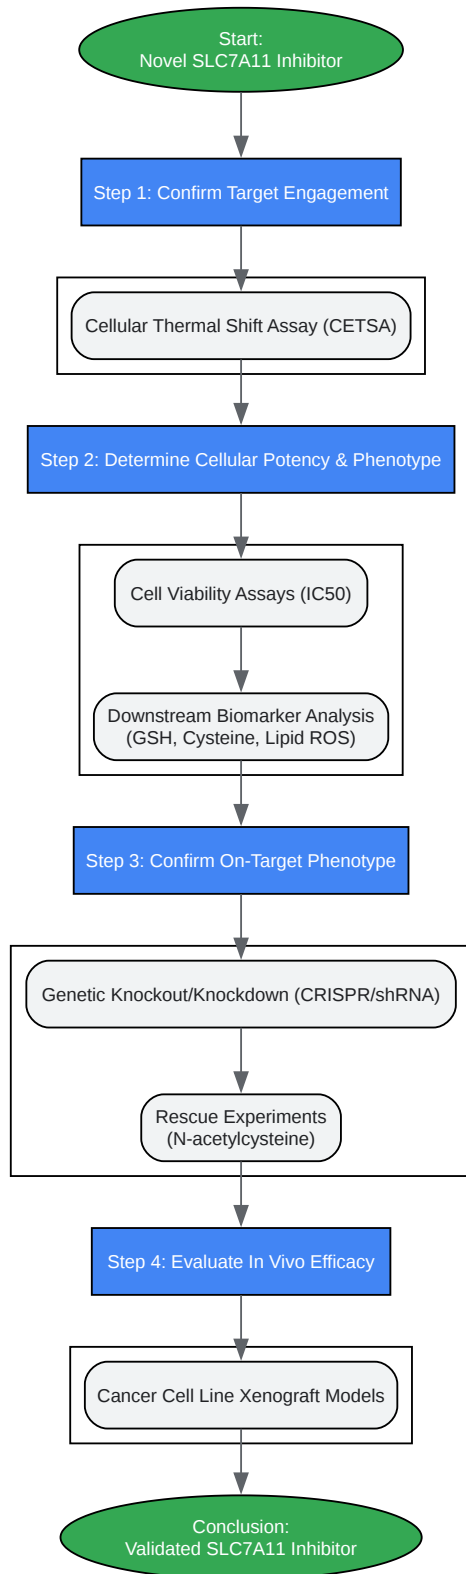 Start:
Novel SLC7A11 Inhibitor
Step 1: Confirm Target Engagement
Cellular Thermal Shift Assay (CETSA)
Step 2: Determine Cellular Potency & Phenotype
Cell Viability Assays (IC50)
Downstream Biomarker Analysis
(GSH, Cysteine, Lipid ROS)
Step 3: Confirm On-Target Phenotype
Genetic Knockout/Knockdown (CRISPR/shRNA)
Rescue Experiments
(N-acetylcysteine)
Step 4: Evaluate In Vivo Efficacy
Cancer Cell Line Xenograft Models
Conclusion:
Validated SLC7A11 Inhibitor